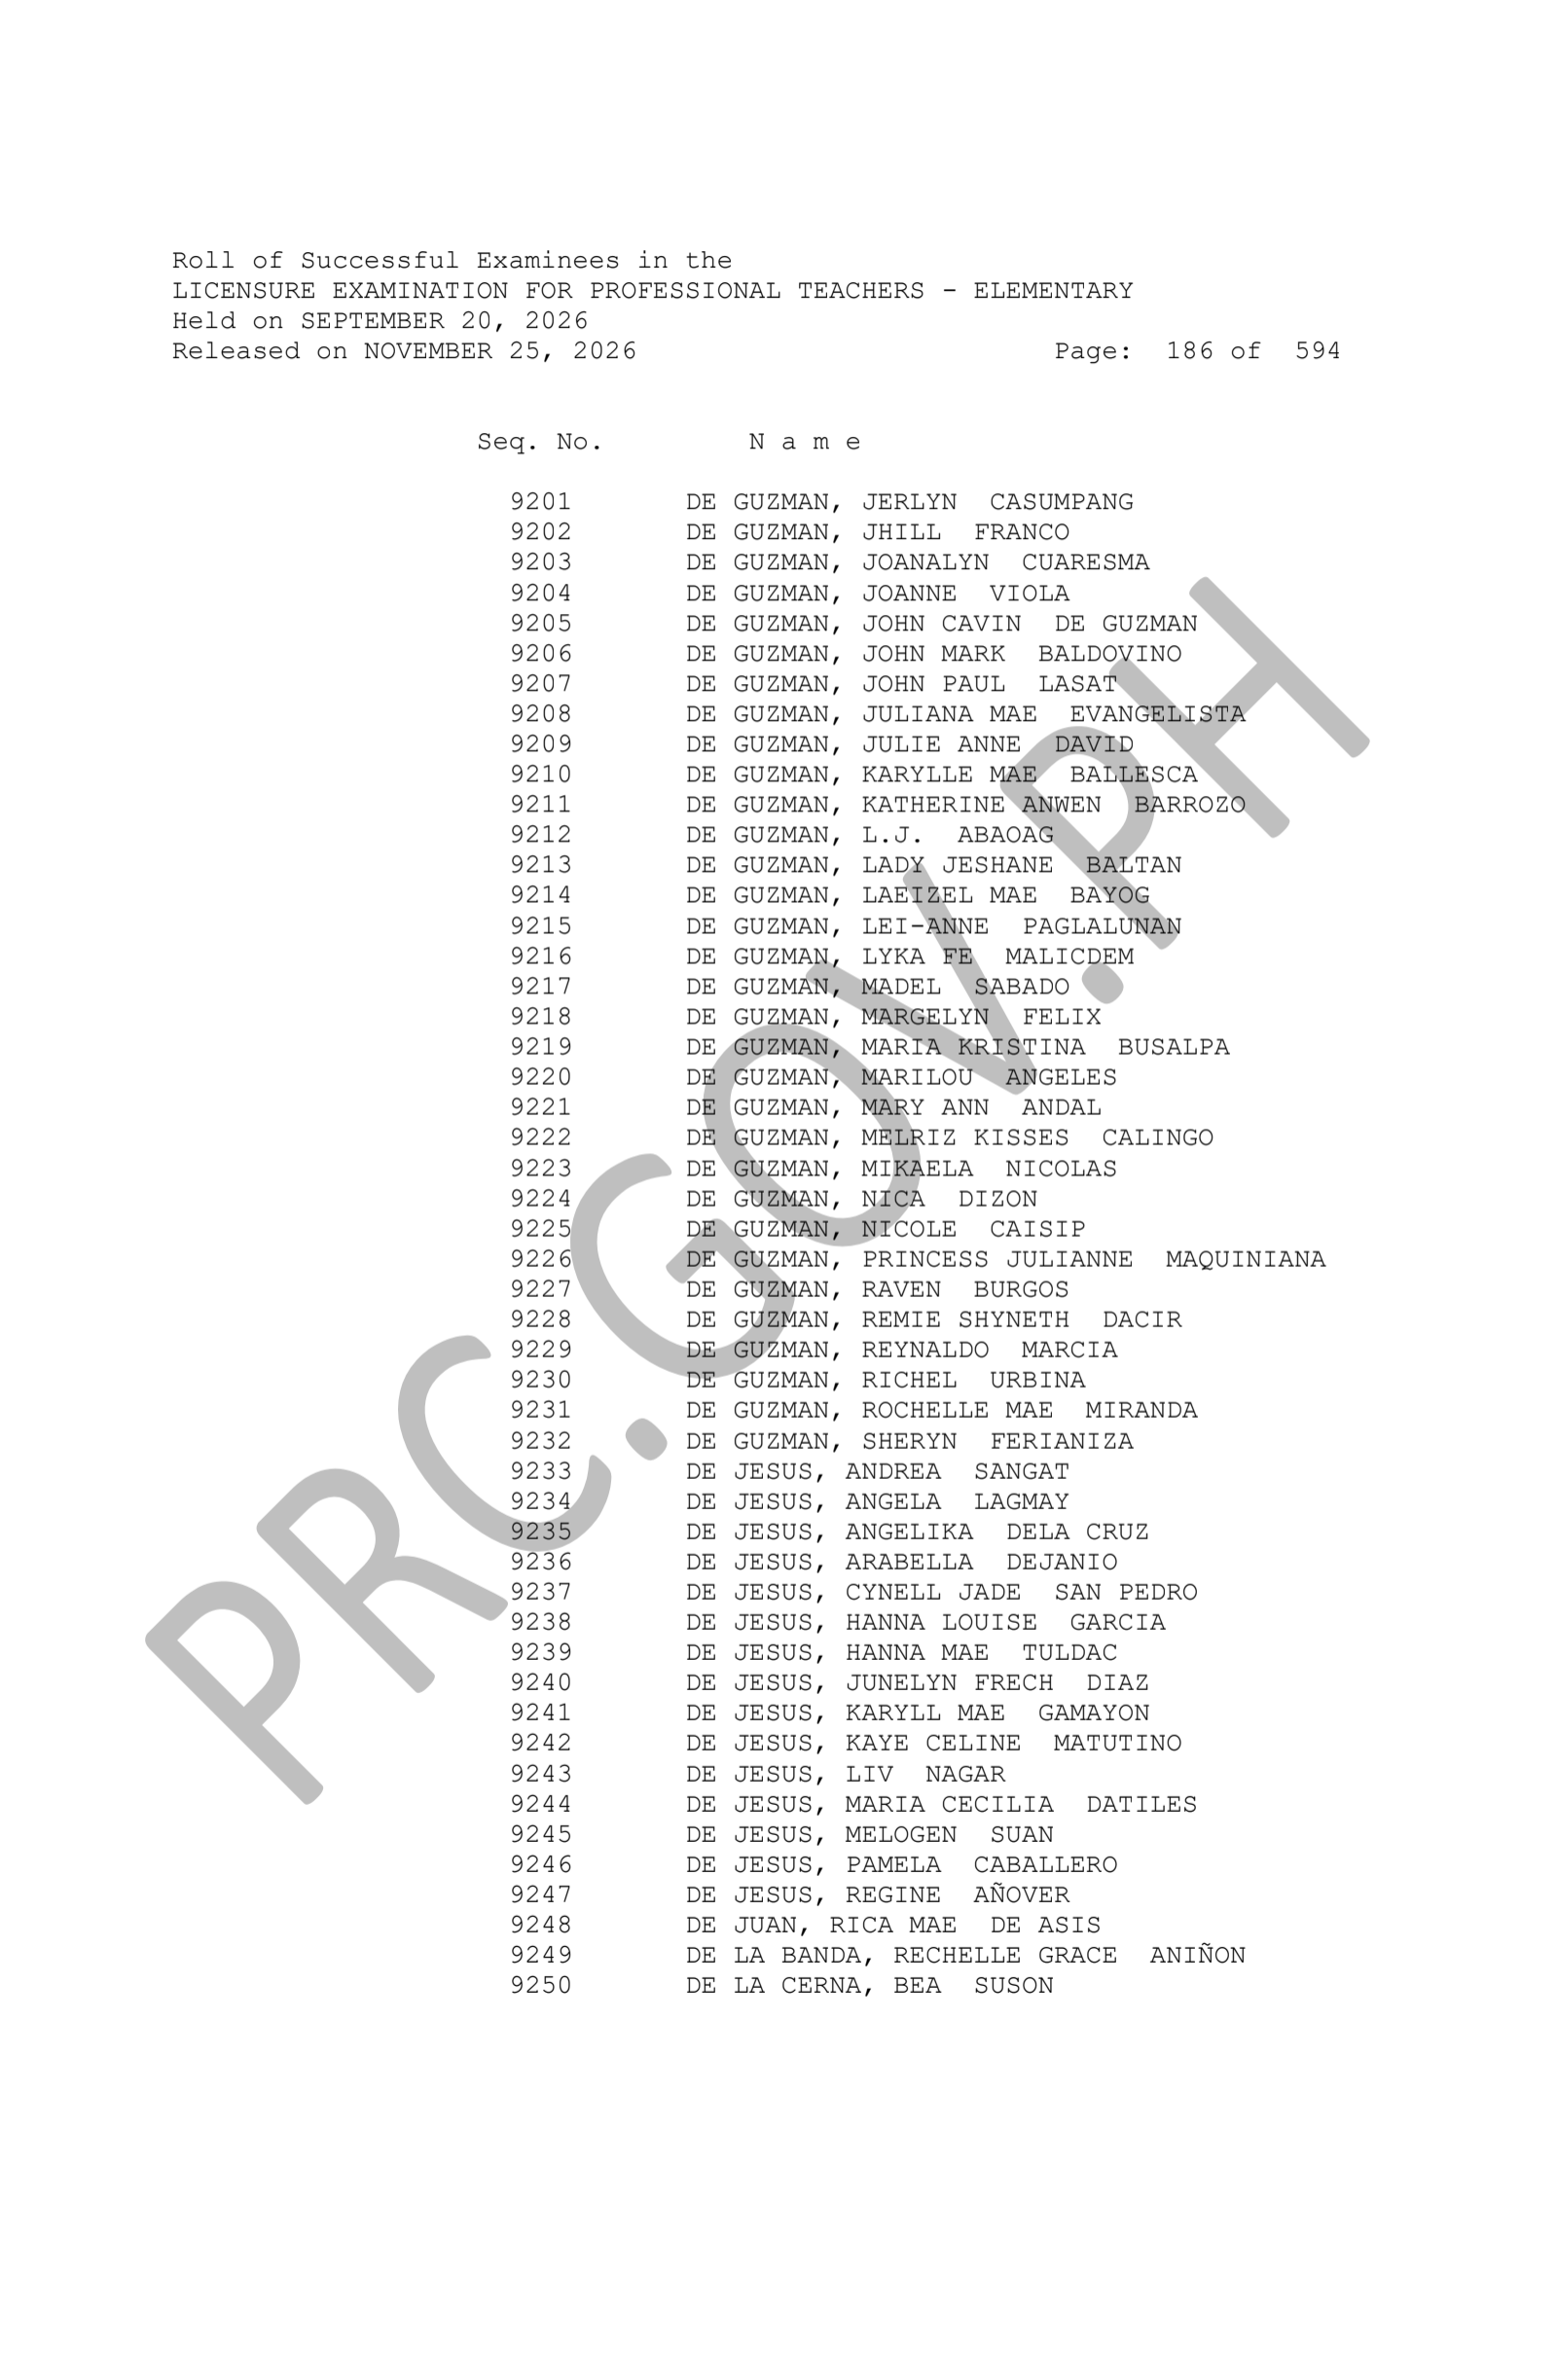 Roll of Successful Examinees in the
LICENSURE EXAMINATION FOR PROFESSIONAL TEACHERS - ELEMENTARY
Held on SEPTEMBER 20, 2026
Released on NOVEMBER 25, 2026 Page: 186 of 594
Seq. No. N a m e
9201 DE GUZMAN, JERLYN CASUMPANG
9202 DE GUZMAN, JHILL FRANCO
9203 DE GUZMAN, JOANALYN CUARESMA
9204 DE GUZMAN, JOANNE VIOLA
9205 DE GUZMAN, JOHN CAVIN DE GUZMAN
9206 DE GUZMAN, JOHN MARK BALDOVINO
9207 DE GUZMAN, JOHN PAUL LASAT
9208 DE GUZMAN, JULIANA MAE EVANGELISTA
9209 DE GUZMAN, JULIE ANNE DAVID
9210 DE GUZMAN, KARYLLE MAE BALLESCA
9211 DE GUZMAN, KATHERINE ANWEN BARROZO
9212 DE GUZMAN, L.J. ABAOAG
9213 DE GUZMAN, LADY JESHANE BALTAN
9214 DE GUZMAN, LAEIZEL MAE BAYOG
9215 DE GUZMAN, LEI-ANNE PAGLALUNAN
9216 DE GUZMAN, LYKA FE MALICDEM
9217 DE GUZMAN, MADEL SABADO
9218 DE GUZMAN, MARGELYN FELIX
9219 DE GUZMAN, MARIA KRISTINA BUSALPA
9220 DE GUZMAN, MARILOU ANGELES
9221 DE GUZMAN, MARY ANN ANDAL
9222 DE GUZMAN, MELRIZ KISSES CALINGO
9223 DE GUZMAN, MIKAELA NICOLAS
9224 DE GUZMAN, NICA DIZON
9225 DE GUZMAN, NICOLE CAISIP
9226 DE GUZMAN, PRINCESS JULIANNE MAQUINIANA
9227 DE GUZMAN, RAVEN BURGOS
9228 DE GUZMAN, REMIE SHYNETH DACIR
9229 DE GUZMAN, REYNALDO MARCIA
9230 DE GUZMAN, RICHEL URBINA
9231 DE GUZMAN, ROCHELLE MAE MIRANDA
9232 DE GUZMAN, SHERYN FERIANIZA
9233 DE JESUS, ANDREA SANGAT
9234 DE JESUS, ANGELA LAGMAY
9235 DE JESUS, ANGELIKA DELA CRUZ
9236 DE JESUS, ARABELLA DEJANIO
9237 DE JESUS, CYNELL JADE SAN PEDRO
9238 DE JESUS, HANNA LOUISE GARCIA
9239 DE JESUS, HANNA MAE TULDAC
9240 DE JESUS, JUNELYN FRECH DIAZ
9241 DE JESUS, KARYLL MAE GAMAYON
9242 DE JESUS, KAYE CELINE MATUTINO
9243 DE JESUS, LIV NAGAR
9244 DE JESUS, MARIA CECILIA DATILES
9245 DE JESUS, MELOGEN SUAN
9246 DE JESUS, PAMELA CABALLERO
9247 DE JESUS, REGINE AÑOVER
9248 DE JUAN, RICA MAE DE ASIS
9249 DE LA BANDA, RECHELLE GRACE ANIÑON
9250 DE LA CERNA, BEA SUSON
PRC.GOV.PH